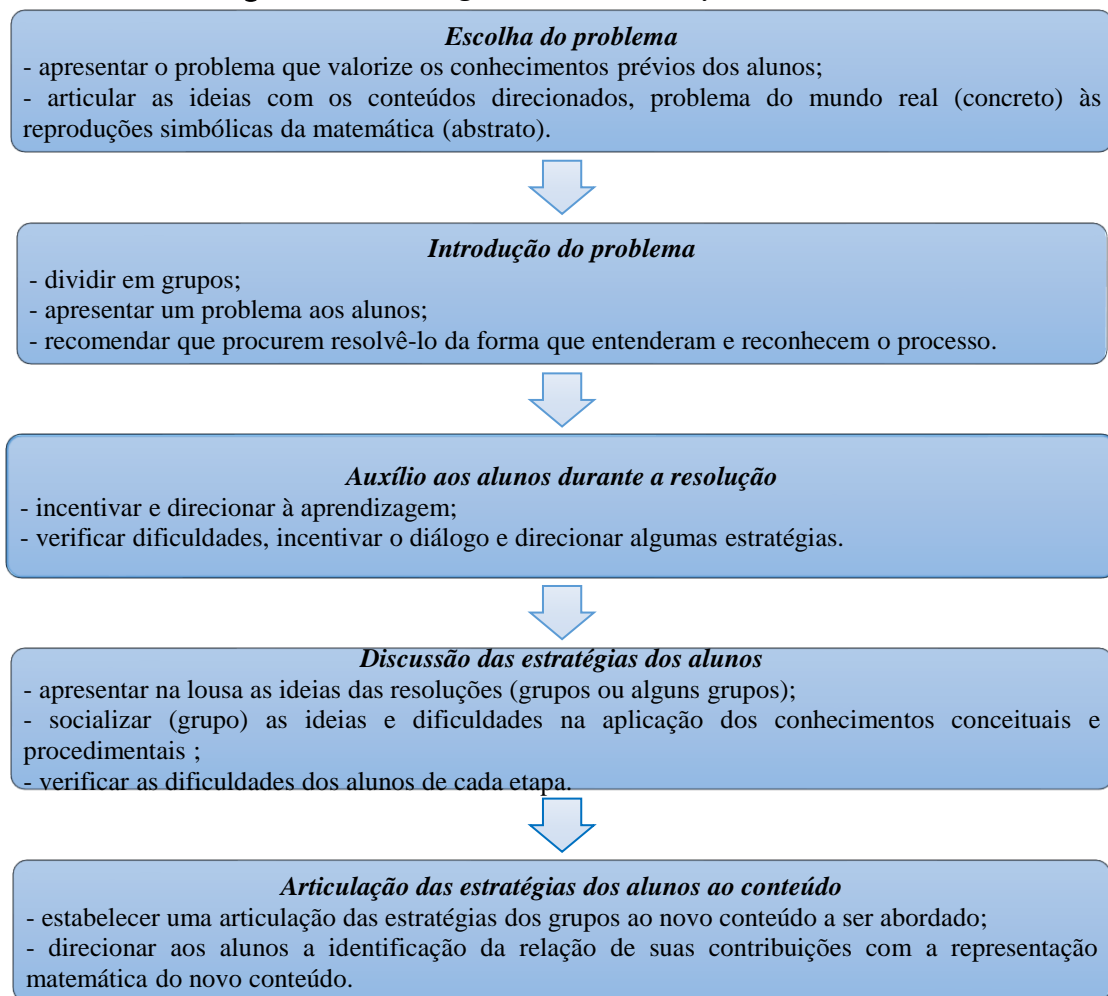 Escolha do problema
- apresentar o problema que valorize os conhecimentos prévios dos alunos;
- articular as ideias com os conteúdos direcionados, problema do mundo real (concreto) às
reproduções simbólicas da matemática (abstrato).
Introdução do problema
- dividir em grupos;
- apresentar um problema aos alunos;
- recomendar que procurem resolvê-lo da forma que entenderam e reconhecem o processo.
Auxílio aos alunos durante a resolução
- incentivar e direcionar à aprendizagem;
- verificar dificuldades, incentivar o diálogo e direcionar algumas estratégias.
Discussão das estratégias dos alunos
- apresentar na lousa as ideias das resoluções (grupos ou alguns grupos);
- socializar (grupo) as ideias e dificuldades na aplicação dos conhecimentos conceituais e
procedimentais ;
- verificar as dificuldades dos alunos de cada etapa.
Articulação das estratégias dos alunos ao conteúdo
- estabelecer uma articulação das estratégias dos grupos ao novo conteúdo a ser abordado;
- direcionar aos alunos a identificação da relação de suas contribuições com a representação
matemática do novo conteúdo.